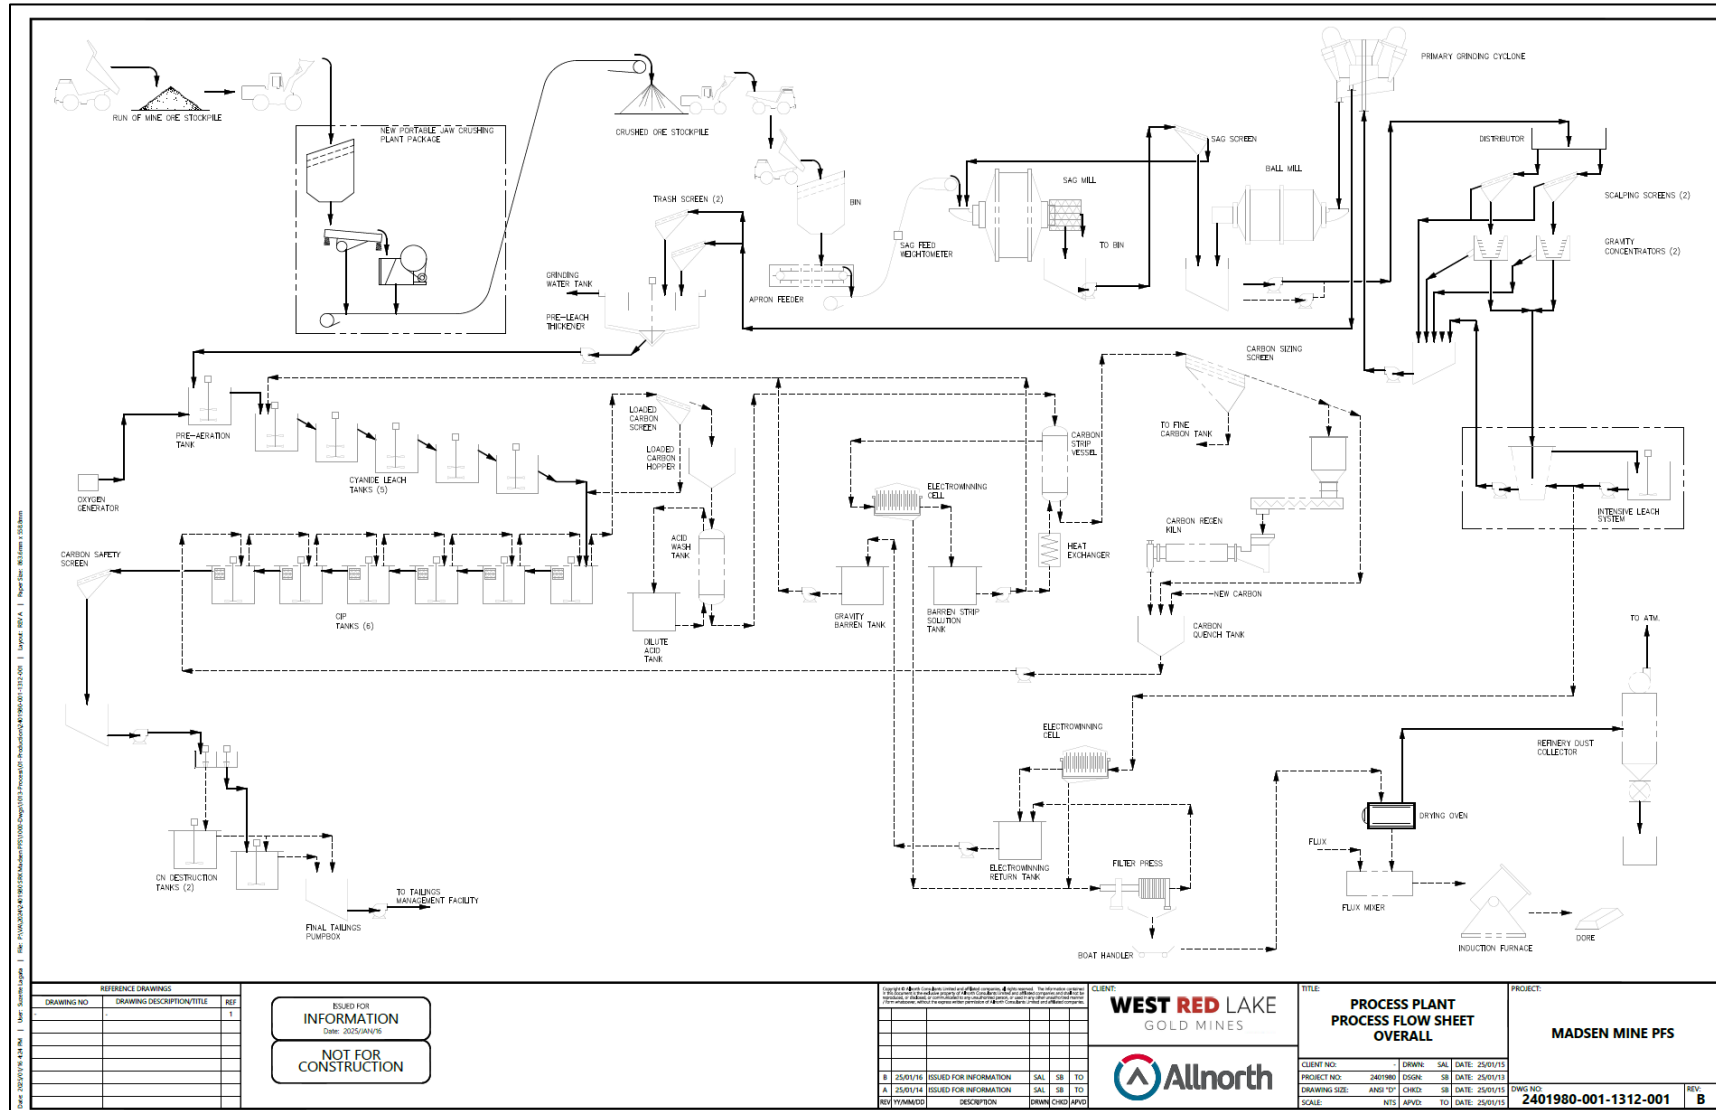 PRIMARY GRINDING CYCLONE
RUN OF MINE ORE STOCKPILE
NEW PORTABLE JAW CRUSHING
PLANT PACKAGE
CRUSHED ORE STOCKPILE
SAG SCREEN
DISTRIBUTOR
BALL MILL
SAG MILL
TRASH SCREEN (2)
BIN
SCALPING SCREENS (2)
SAG FEED
WEIGHTOMETER
TO BIN
GRAVITY
CONCENTRATORS (2)
GRINDING
WATER TANK
APRON FEEDER
PRE-LEACH
THICKENER
CARBON SIZING
SCREEN
LOADED
CARBON
SCREEN
PRE-AERATION
TANK
TO FINE
CARBON TANK
CARBON
STRIP
VESSEL
LOADED
CARBON
HOPPER
CYANIDE LEACH
TANKS (5)
ELECTROWINNING
CELL
OXYGEN
GENERATOR
INTENSIVE LEACH
SYSTEM
CARBON REGEN
KILN
ACID
WASH
TANK
HEAT
EXCHANGER
CARBON SAFETY
SCREEN
NEW CARBON
CIP
TANKS (6)
GRAVITY
BARREN TANK
BARREN STRIP
SOLUTION
TANK
CARBON
QUENCH TANK
DILUTE
ACID
TANK
TO ATM.
ELECTROWINNING
CELL
REFINERY DUST
COLLECTOR
DRYING OVEN
FLUX
ELECTROWINNING
RETURN TANK
FILTER PRESS
CN DESTRUCTION
TANKS (2)
TO TAILINGS
MANAGEMENT FACILITY
FLUX MIXER
FINAL TAILINGS
PUMPBOX
BOAT HANDLER
INDUCTION FURNACE
DORE
REFERENCE DRAWINGS
DRAWING NO DRAWING DESCRIPTION/TITLE REF
- - 1
ISSUED FOR
INFORMATION
Date: 2025/JAN/16
NOT FOR
CONSTRUCTION
B 25/01/16 ISSUED FOR INFORMATION SAL SB TO
A 25/01/14 ISSUED FOR INFORMATION SAL SB TO
REV YY/MM/DD DESCRIPTION DRWN CHKD APVD
CLIENT:
WEST RED LAKE
GOLD MINES
Allnorth
TITLE:
PROCESS PLANT
PROCESS FLOW SHEET
OVERALL
CLIENT NO: - DRWN: SAL DATE: 25/01/15
PROJECT NO: 2401980 DSGN: SB DATE: 25/01/13
DRAWING SIZE: ANSI "D" CHKD: SB DATE: 25/01/15
SCALE: NTS APVD: TO DATE: 25/01/15
PROJECT:
MADSEN MINE PFS
DWG NO:
2401980-001-1312-001
REV:
B